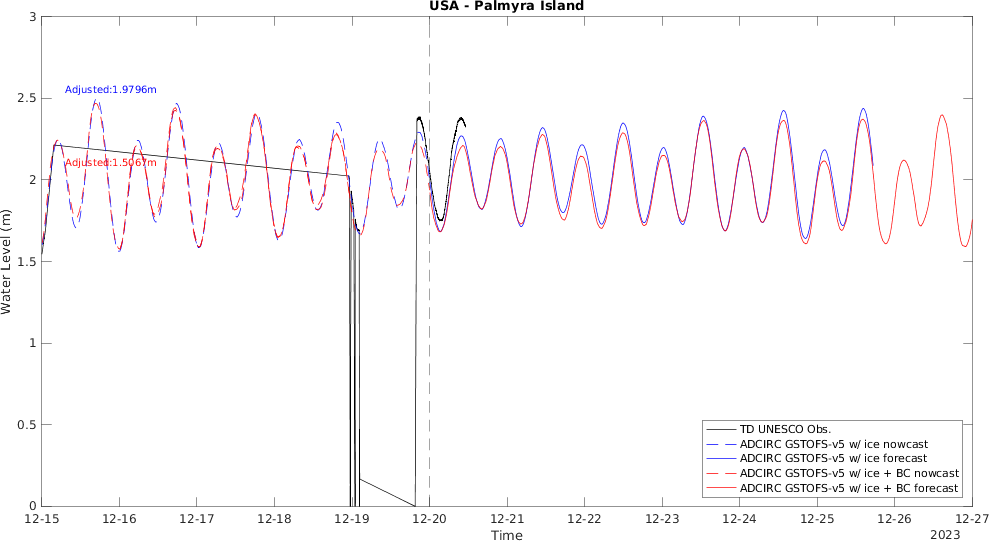 USA - Palmyra Island
3
2.5
2
1.5
1
0.5
0
Water Level (m)
Adjusted:1.9796m
Adjusted:1.5067m
TD UNESCO Obs.
ADCIRC GSTOFS-v5 w/ ice nowcast
ADCIRC GSTOFS-v5 w/ ice forecast
ADCIRC GSTOFS-v5 w/ ice + BC nowcast
ADCIRC GSTOFS-v5 w/ ice + BC forecast
12-15 12-16 12-17 12-18 12-19 12-20 12-21 12-22 12-23 12-24 12-25 12-26 12-27
Time
2023